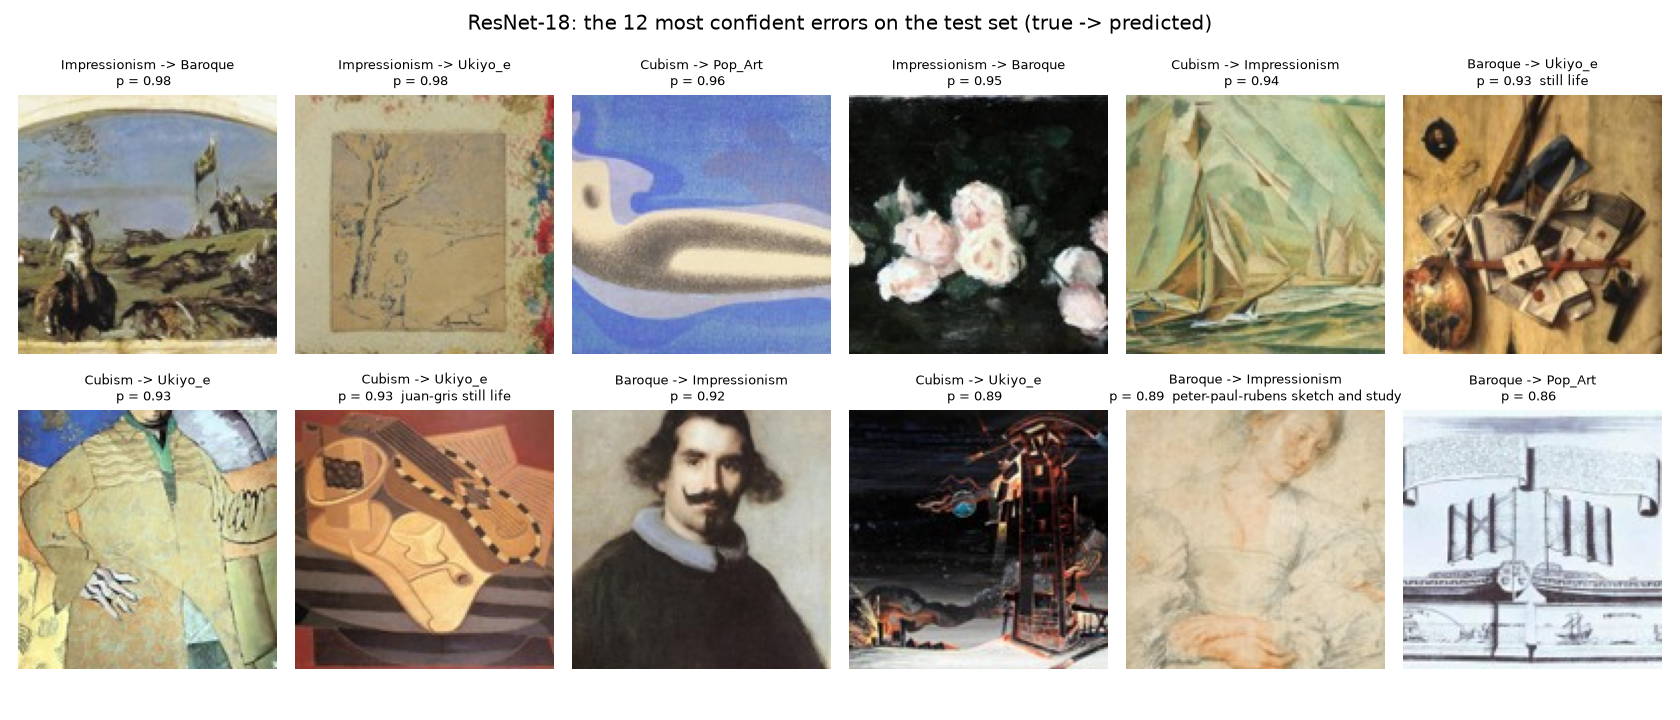 ResNet-18: the 12 most confident errors on the test set (true -> predicted)
Impressionism -> Baroque
p = 0.98
Impressionism -> Ukiyo_e
p = 0.98
Cubism -> Pop_Art
p = 0.96
Impressionism -> Baroque
p = 0.95
Cubism -> Impressionism
p = 0.94
Baroque -> Ukiyo_e
p = 0.93  still life
Cubism -> Ukiyo_e
p = 0.93
Cubism -> Ukiyo_e
p = 0.93  juan-gris still life
Baroque -> Impressionism
p = 0.92
Cubism -> Ukiyo_e
p = 0.89
Baroque -> Impressionism
p = 0.89  peter-paul-rubens sketch and study
Baroque -> Pop_Art
p = 0.86